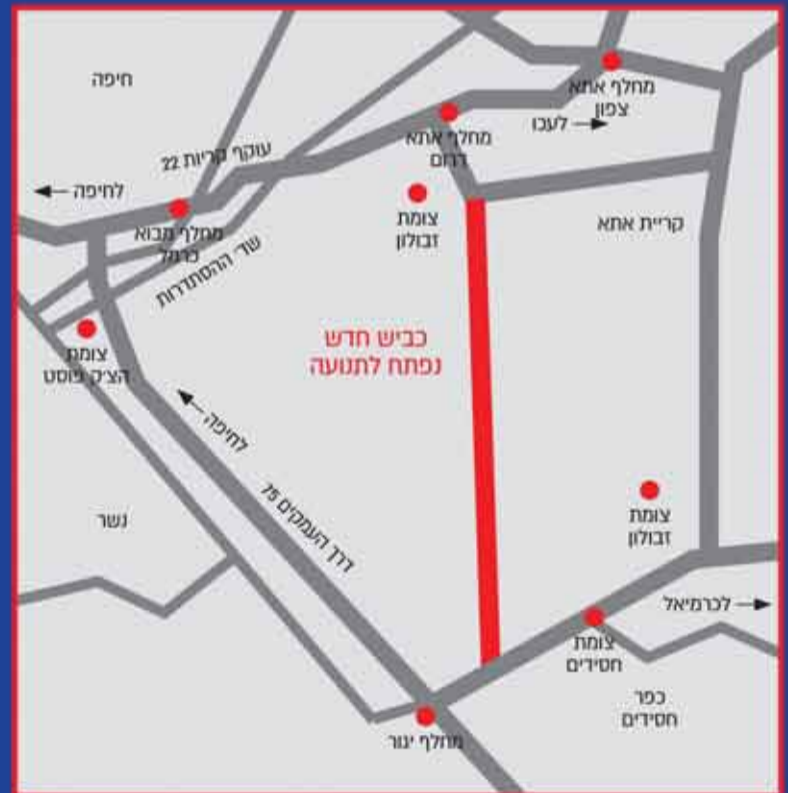 חיפה
מחלף אתא
צפון
לעכו
מחלף אתא
דרום
עוקף קריות 22
לחיפה
מחלף מבוא
כרמל
צומת
זבולון
קריית אתא
שד' ההסתדרות
צומת
הצ'ק פוסט
כביש חדש
נפתח לתנועה
לחיפה
דרך העמקים 75
נשר
צומת
זבולון
לכרמיאל
צומת
חסידים
כפר
חסידים
מחלף יגור